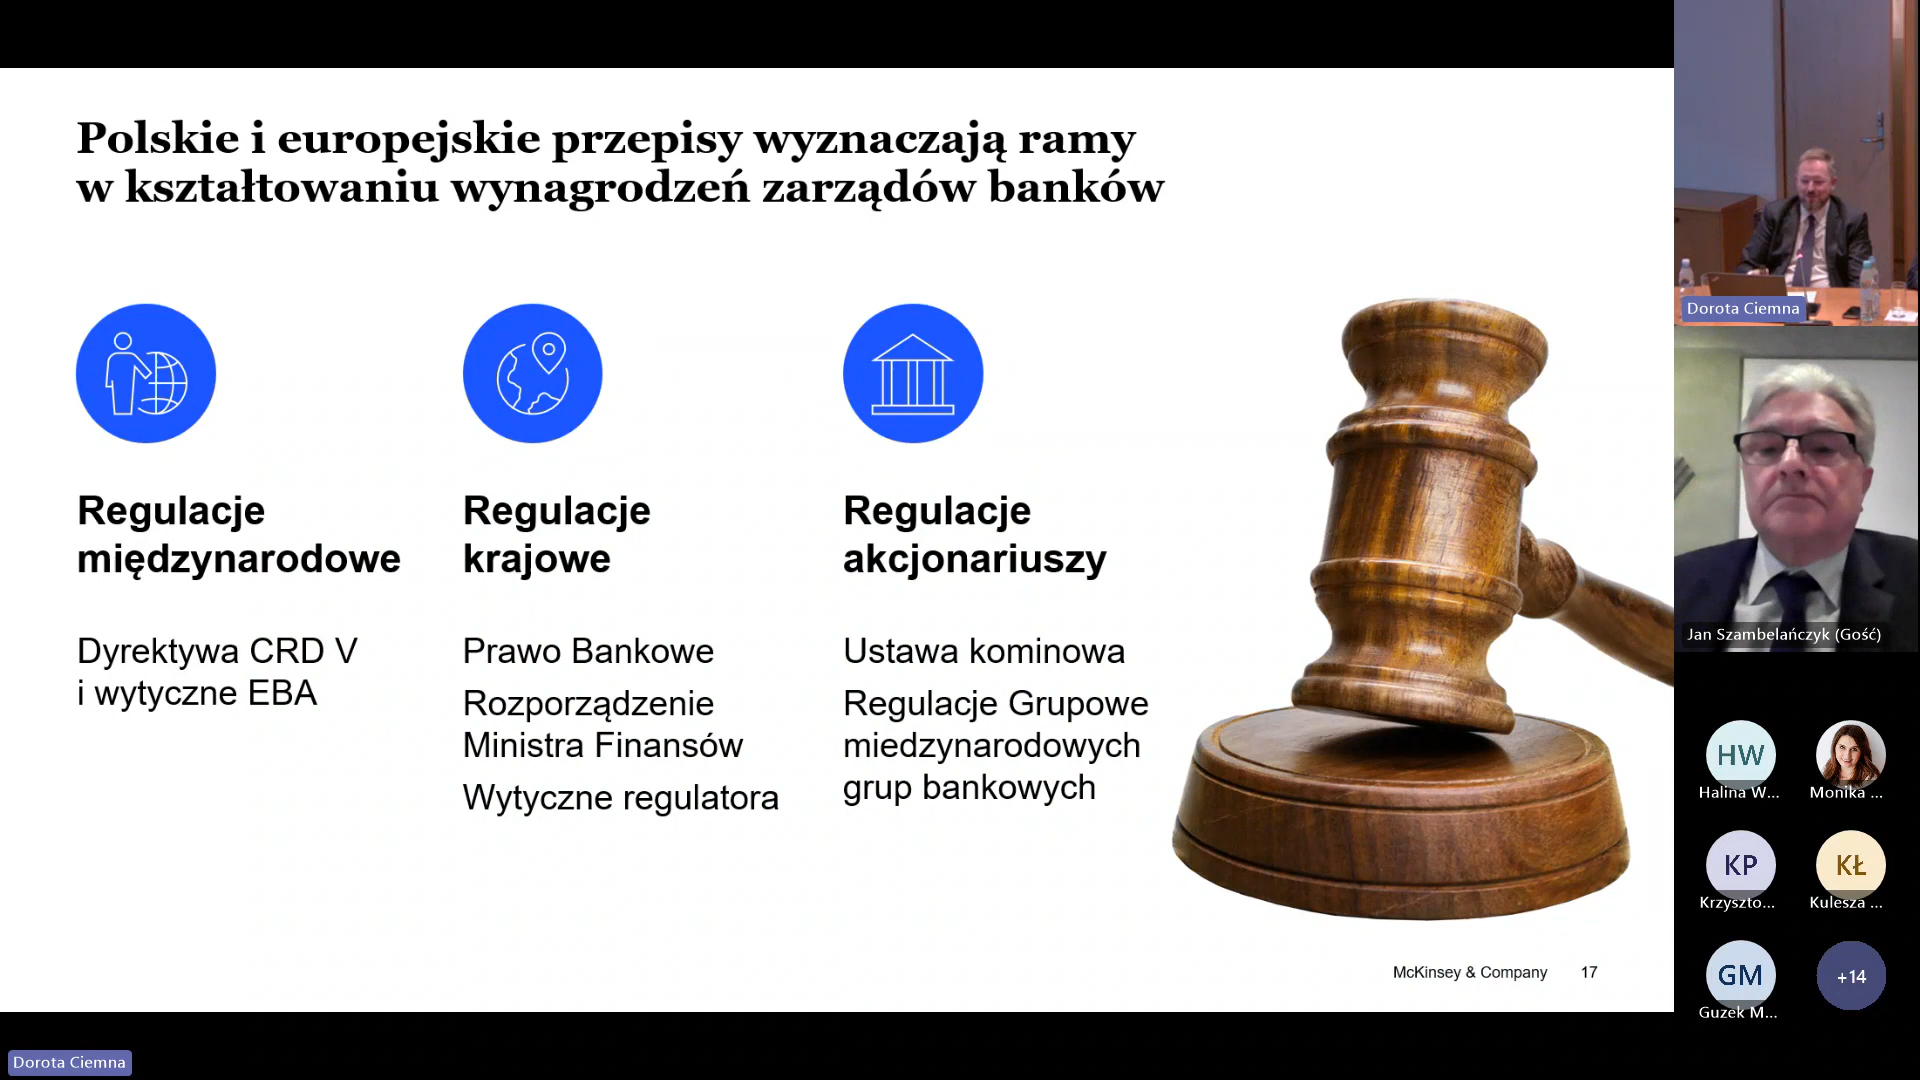 Polskie i europejskie przepisy wyznaczają ramy
w kształtowaniu wynagrodzeń zarządów banków
Regulacje
międzynarodowe
Dyrektywa CRD V
i wytyczne EBA
Regulacje
krajowe
Prawo Bankowe
Rozporządzenie
Ministra Finansów
Wytyczne regulatora
Regulacje
akcjonariuszy
Ustawa kominowa
Regulacje Grupowe
miedzynarodowych
grup bankowych
McKinsey & Company 17
Dorota Ciemna
Dorota Ciemna
Jan Szambelańczyk (Gość)
HW
Halina W...
Monika ...
KP
Krzyszto...
KŁ
Kulesza ...
GM
Guzek M...
+14